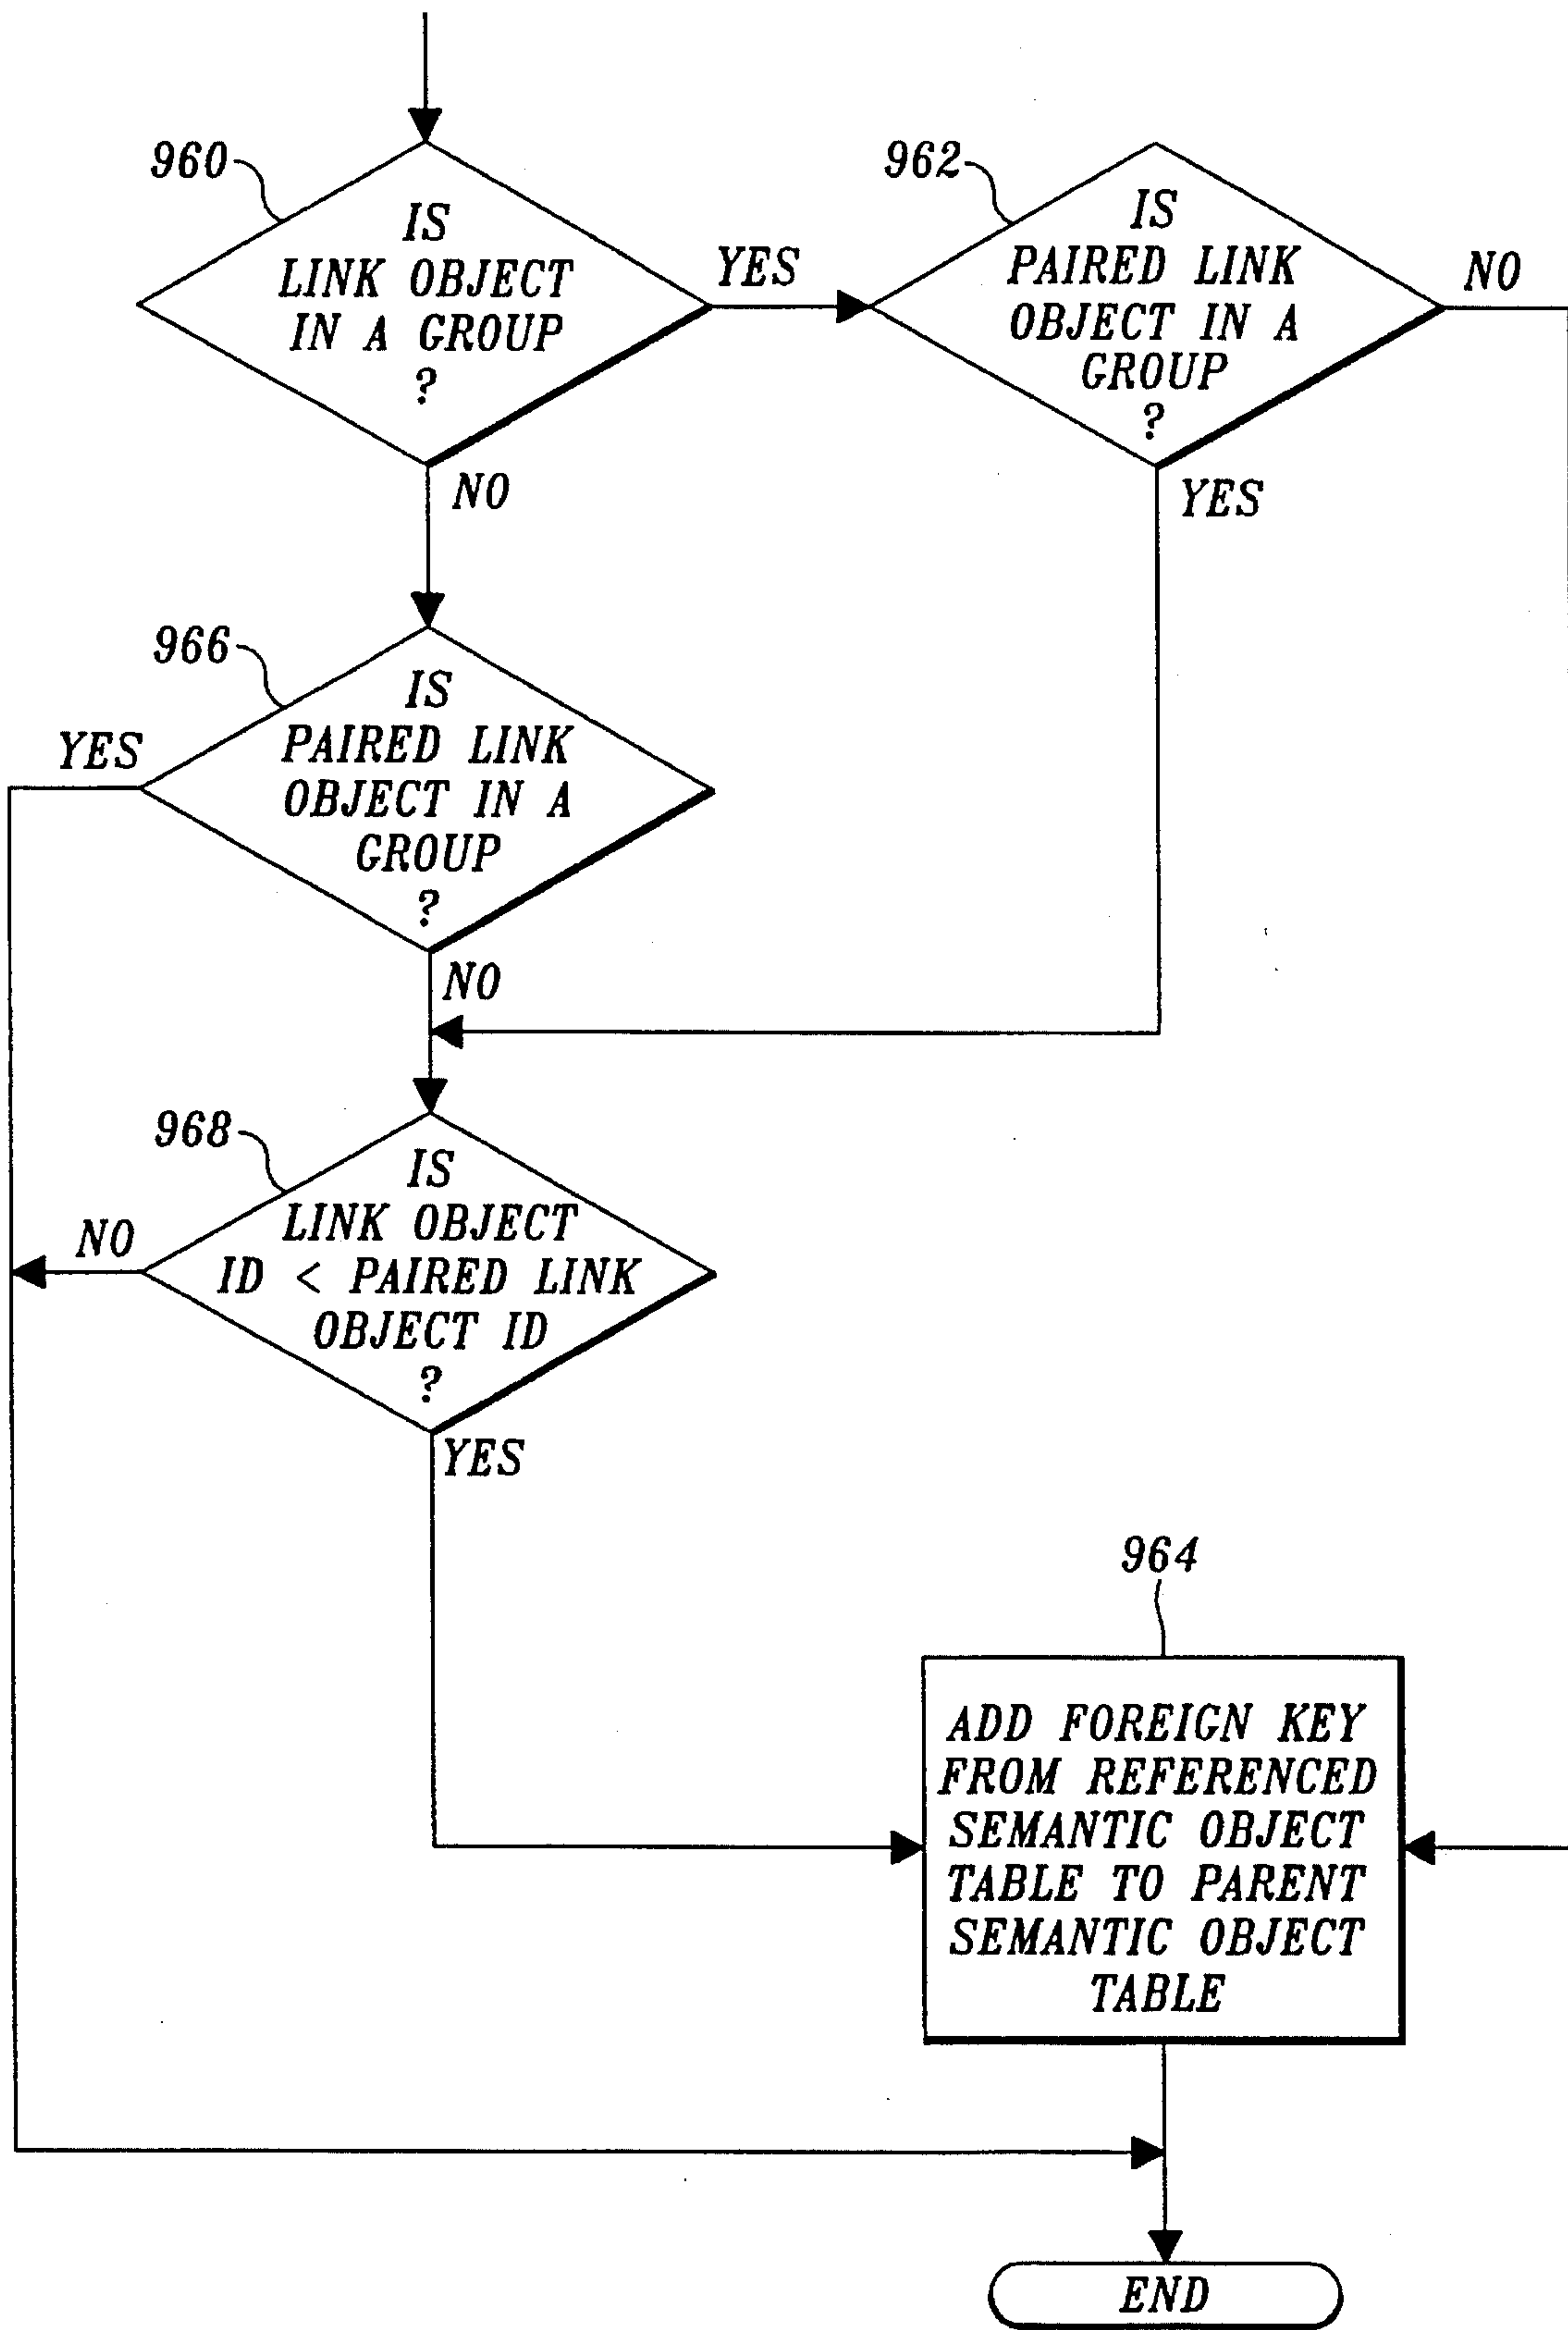 960
IS
LINK OBJECT
IN A GROUP
?
YES
NO
962
IS
PAIRED LINK
OBJECT IN A
GROUP
?
NO
YES
966
IS
PAIRED LINK
OBJECT IN A
GROUP
?
YES
NO
968
IS
LINK OBJECT
ID < PAIRED LINK
OBJECT ID
?
NO
YES
964
ADD FOREIGN KEY
FROM REFERENCED
SEMANTIC OBJECT
TABLE TO PARENT
SEMANTIC OBJECT
TABLE
END